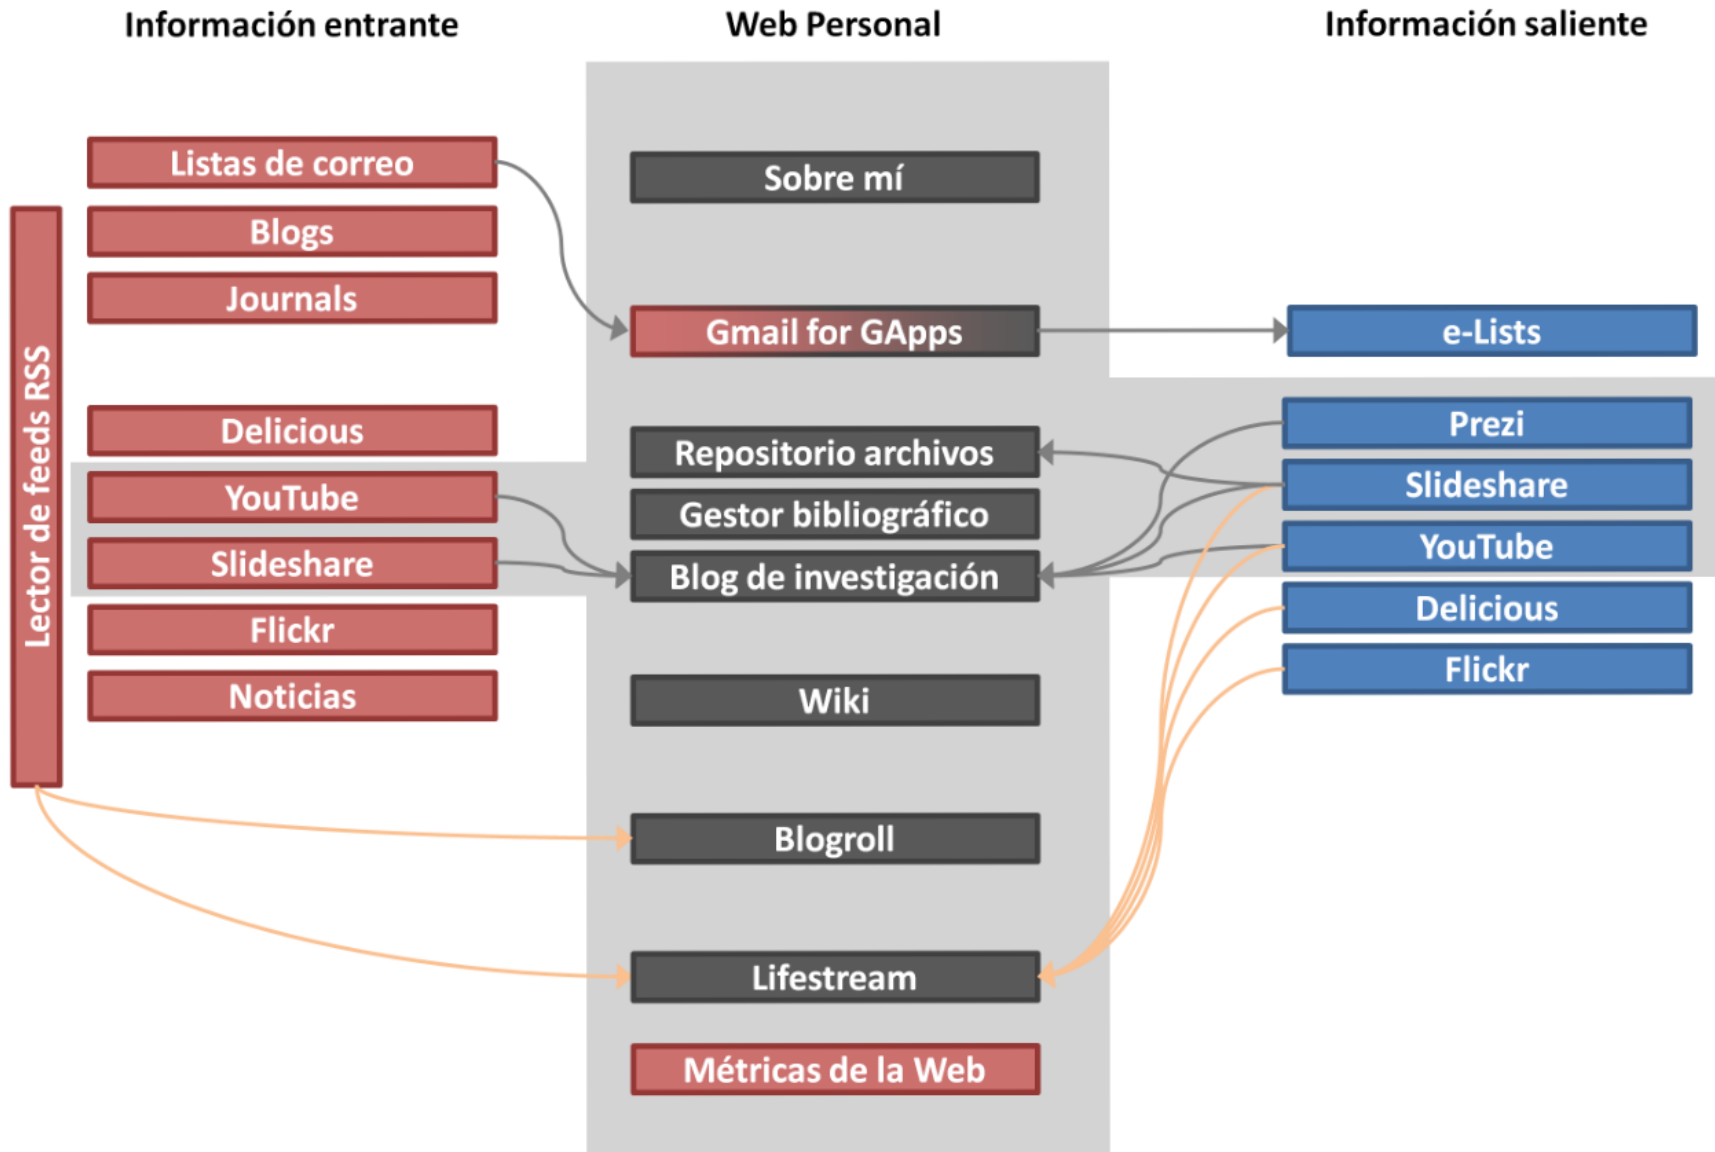 Información entrante
Web Personal
Información saliente
Lector de feeds RSS
Listas de correo
Blogs
Journals
Delicious
YouTube
Slideshare
Flickr
Noticias
Sobre mí
Gmail for GApps
Repositorio archivos
Gestor bibliográfico
Blog de investigación
Wiki
Blogroll
Lifestream
Métricas de la Web
e-Lists
Prezi
Slideshare
YouTube
Delicious
Flickr